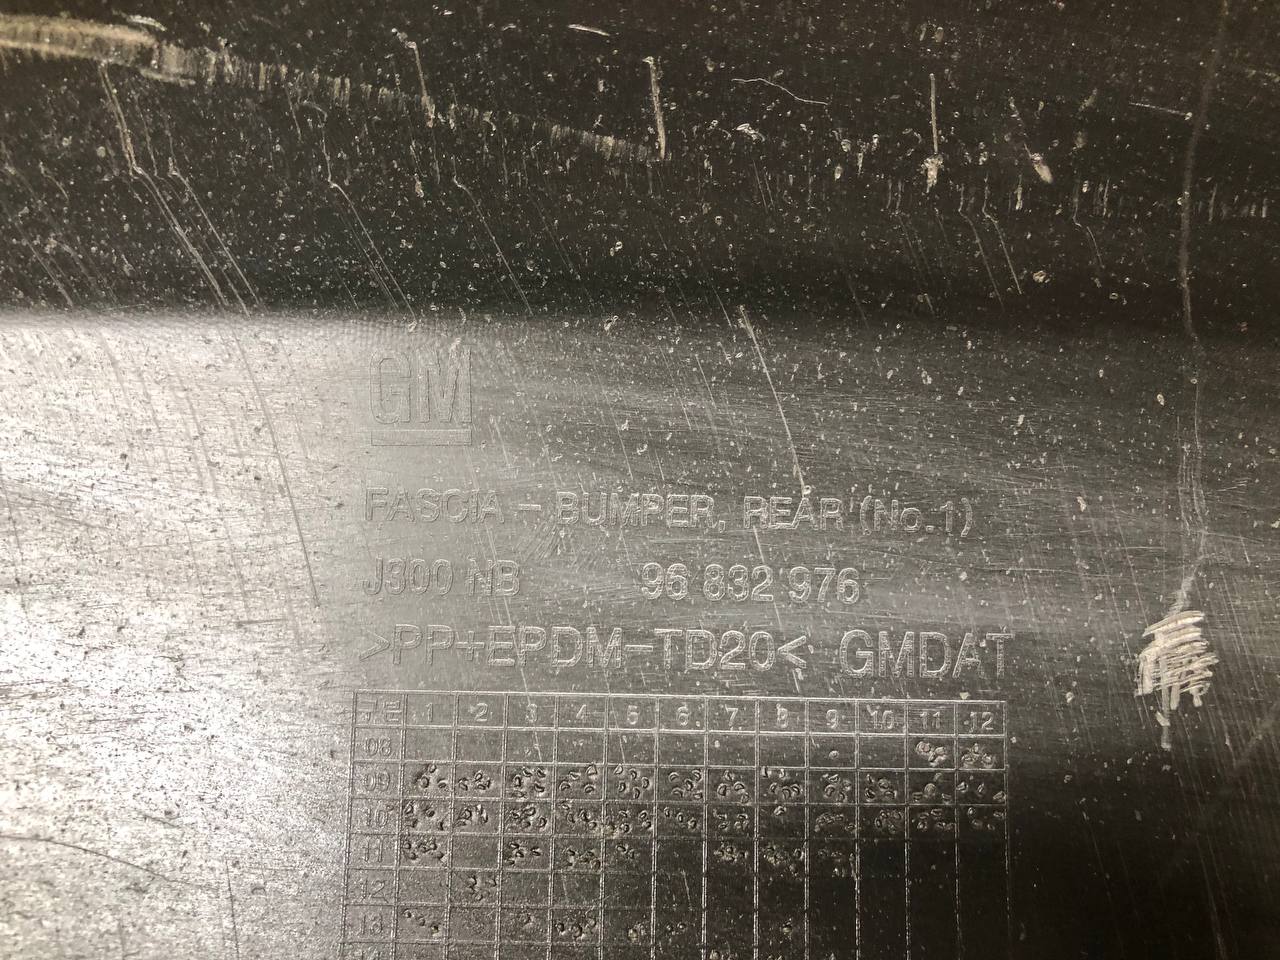 GM
FASCIA - BUMPER, REAR (No.1)
J300 NB 96 832 976
>PP+EPDM-TD20< GMDAT
구분 1 2 3 4 5 6 7 8 9 10 11 12
08
09
10
11
12
13